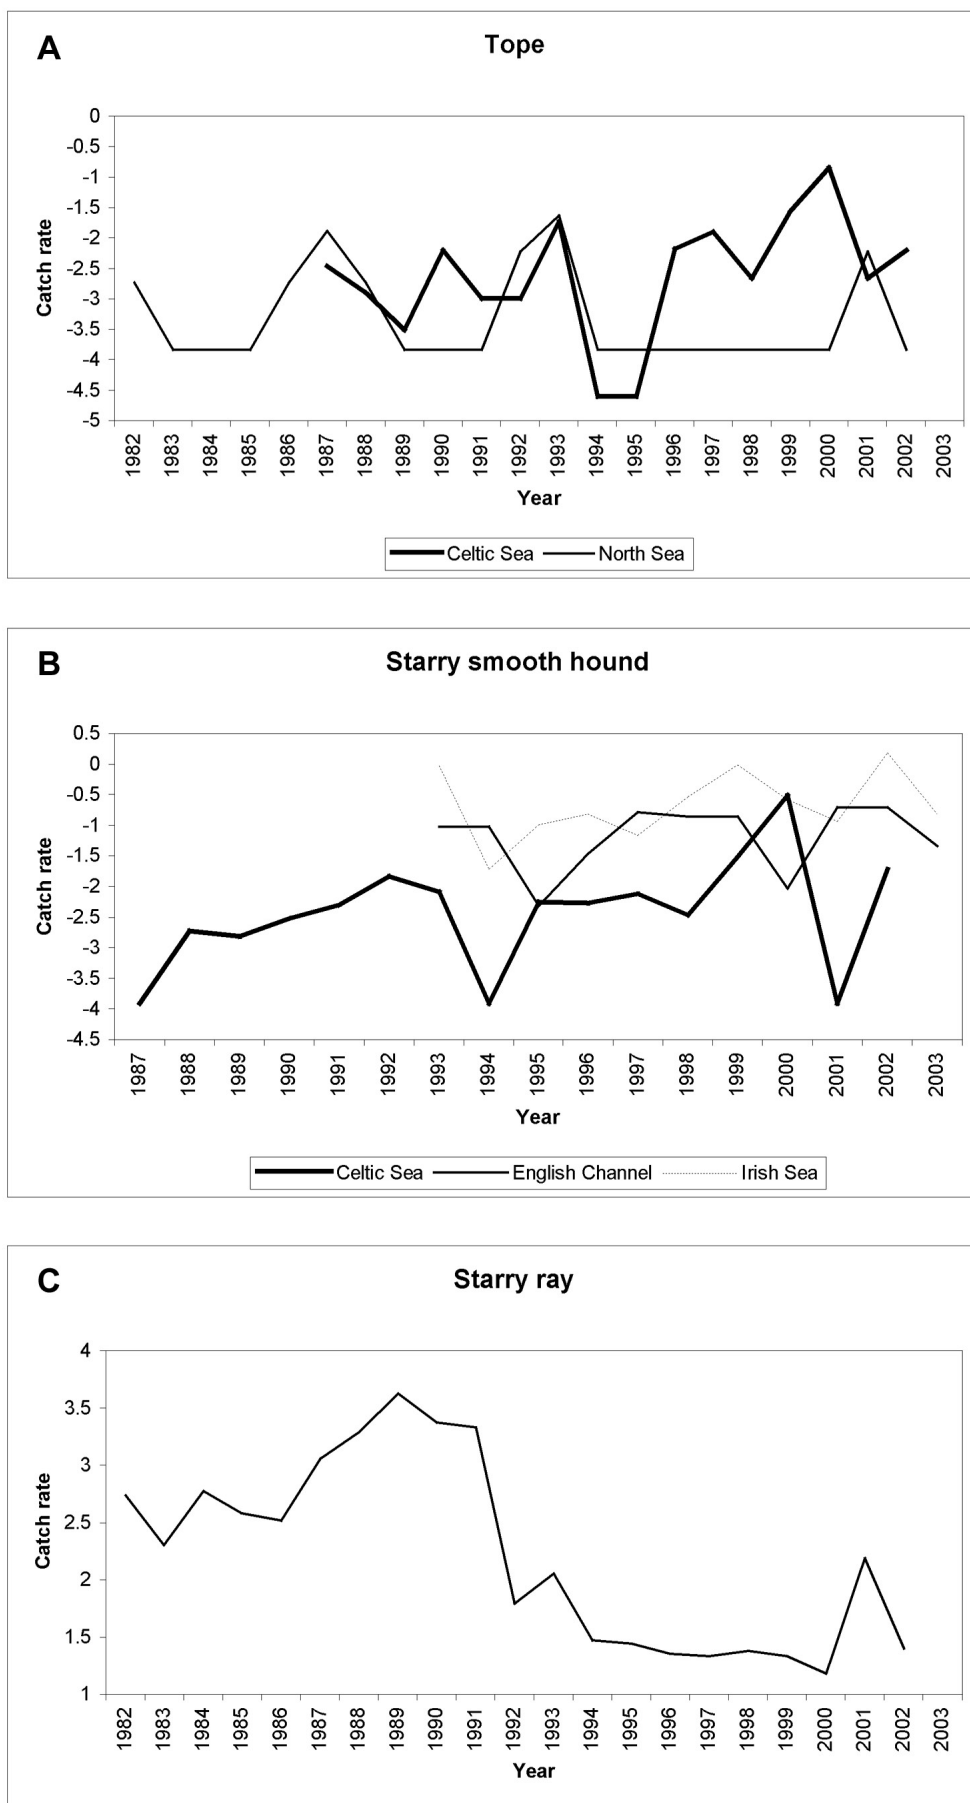 A
Tope
0
-0.5
-1
-1.5
-2
-2.5
-3
-3.5
-4
-4.5
-5
Catch rate
1982 1983 1984 1985 1986 1987 1988 1989 1990 1991 1992 1993 1994 1995 1996 1997 1998 1999 2000 2001 2002 2003
Year
Celtic Sea North Sea
B
Starry smooth hound
0.5
0
-0.5
-1
-1.5
-2
-2.5
-3
-3.5
-4
-4.5
Catch rate
1987 1988 1989 1990 1991 1992 1993 1994 1995 1996 1997 1998 1999 2000 2001 2002 2003
Year
Celtic Sea English Channel Irish Sea
C
Starry ray
4
3.5
3
2.5
2
1.5
1
Catch rate
1982 1983 1984 1985 1986 1987 1988 1989 1990 1991 1992 1993 1994 1995 1996 1997 1998 1999 2000 2001 2002 2003
Year